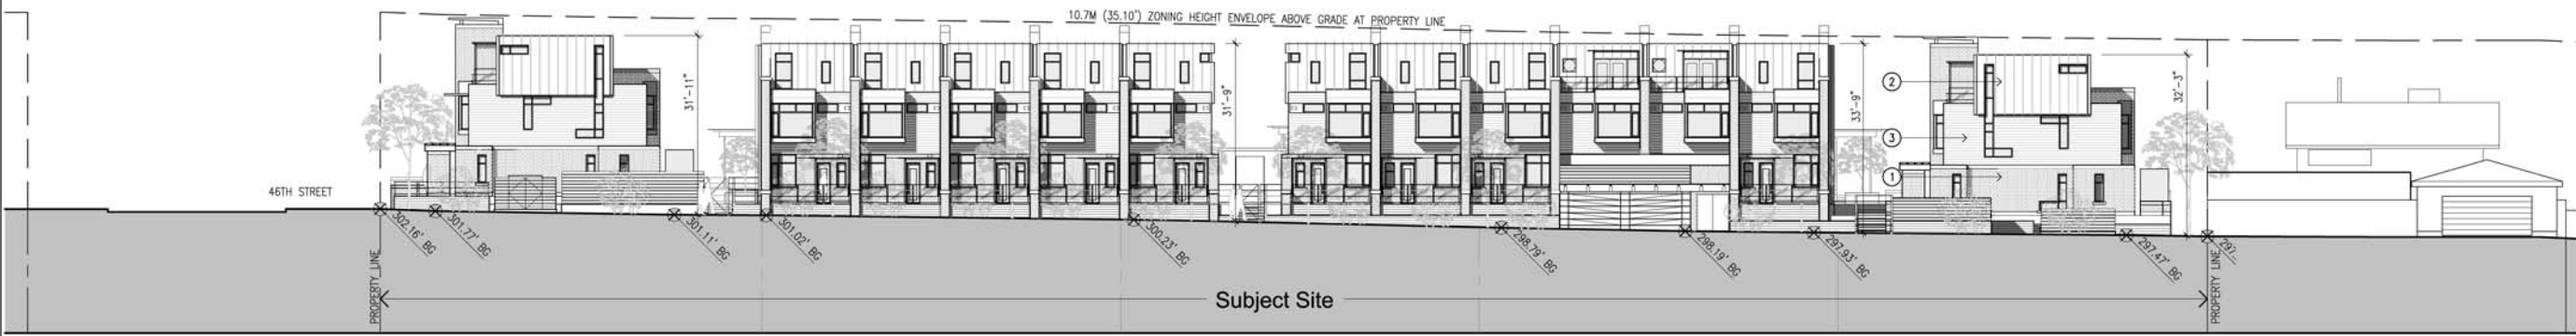 10.7M (35.10') ZONING HEIGHT ENVELOPE ABOVE GRADE AT PROPERTY LINE
31'-11"
31'-9"
33'-9"
32'-3"
2
3
1
46TH STREET
302.16' BG
301.77' BG
301.11' BG
301.02' BG
300.23' BG
298.79' BG
298.19' BG
297.93' BG
297.47' BG
297.
PROPERTY LINE
Subject Site
PROPERTY LINE